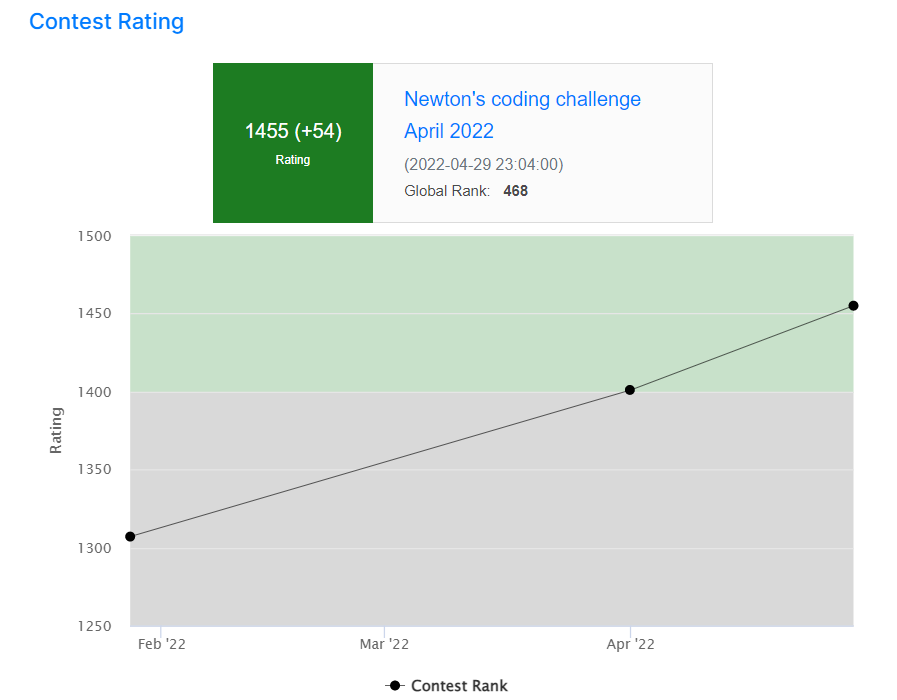 Contest Rating
1455 (+54)
Rating
Newton's coding challenge
April 2022
(2022-04-29 23:04:00)
Global Rank: 468
1500
1450
1400
1350
1300
1250
Rating
Feb '22 Mar '22 Apr '22
Contest Rank